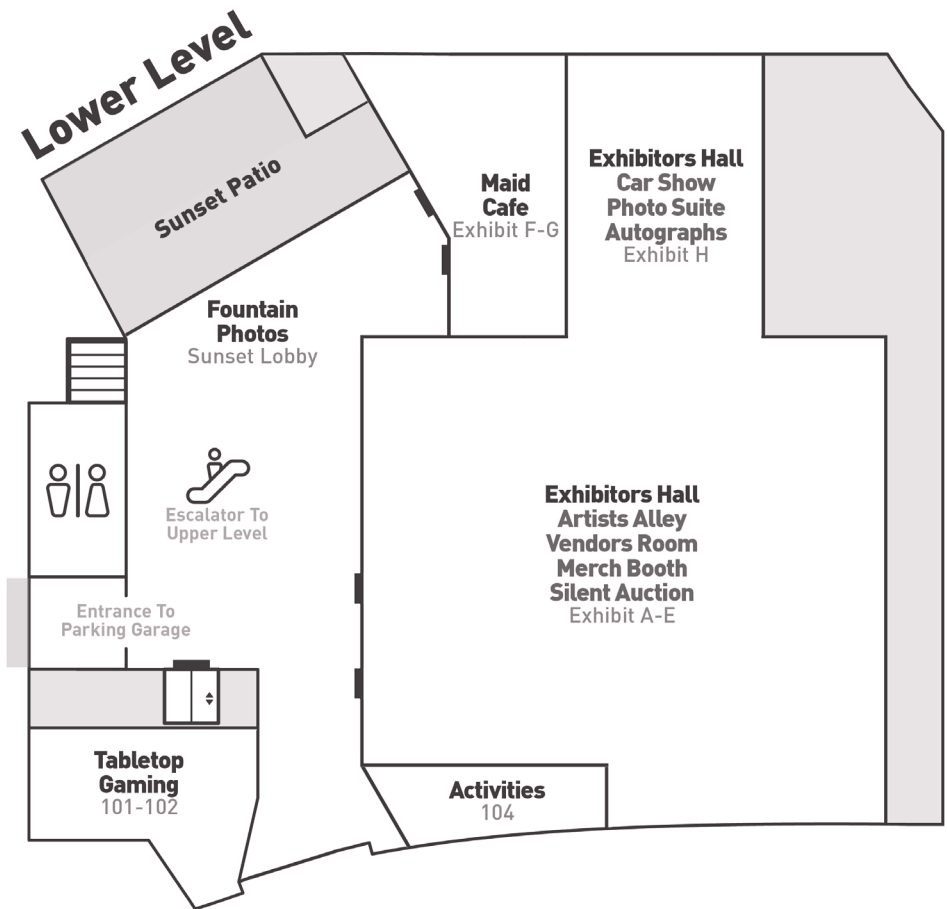 Lower Level
Sunset Patio
Maid
Cafe
Exhibit F-G
Exhibitors Hall
Car Show
Photo Suite
Autographs
Exhibit H
Fountain
Photos
Sunset Lobby
Escalator To
Upper Level
Exhibitors Hall
Artists Alley
Vendors Room
Merch Booth
Silent Auction
Exhibit A-E
Entrance To
Parking Garage
Tabletop
Gaming
101-102
Activities
104